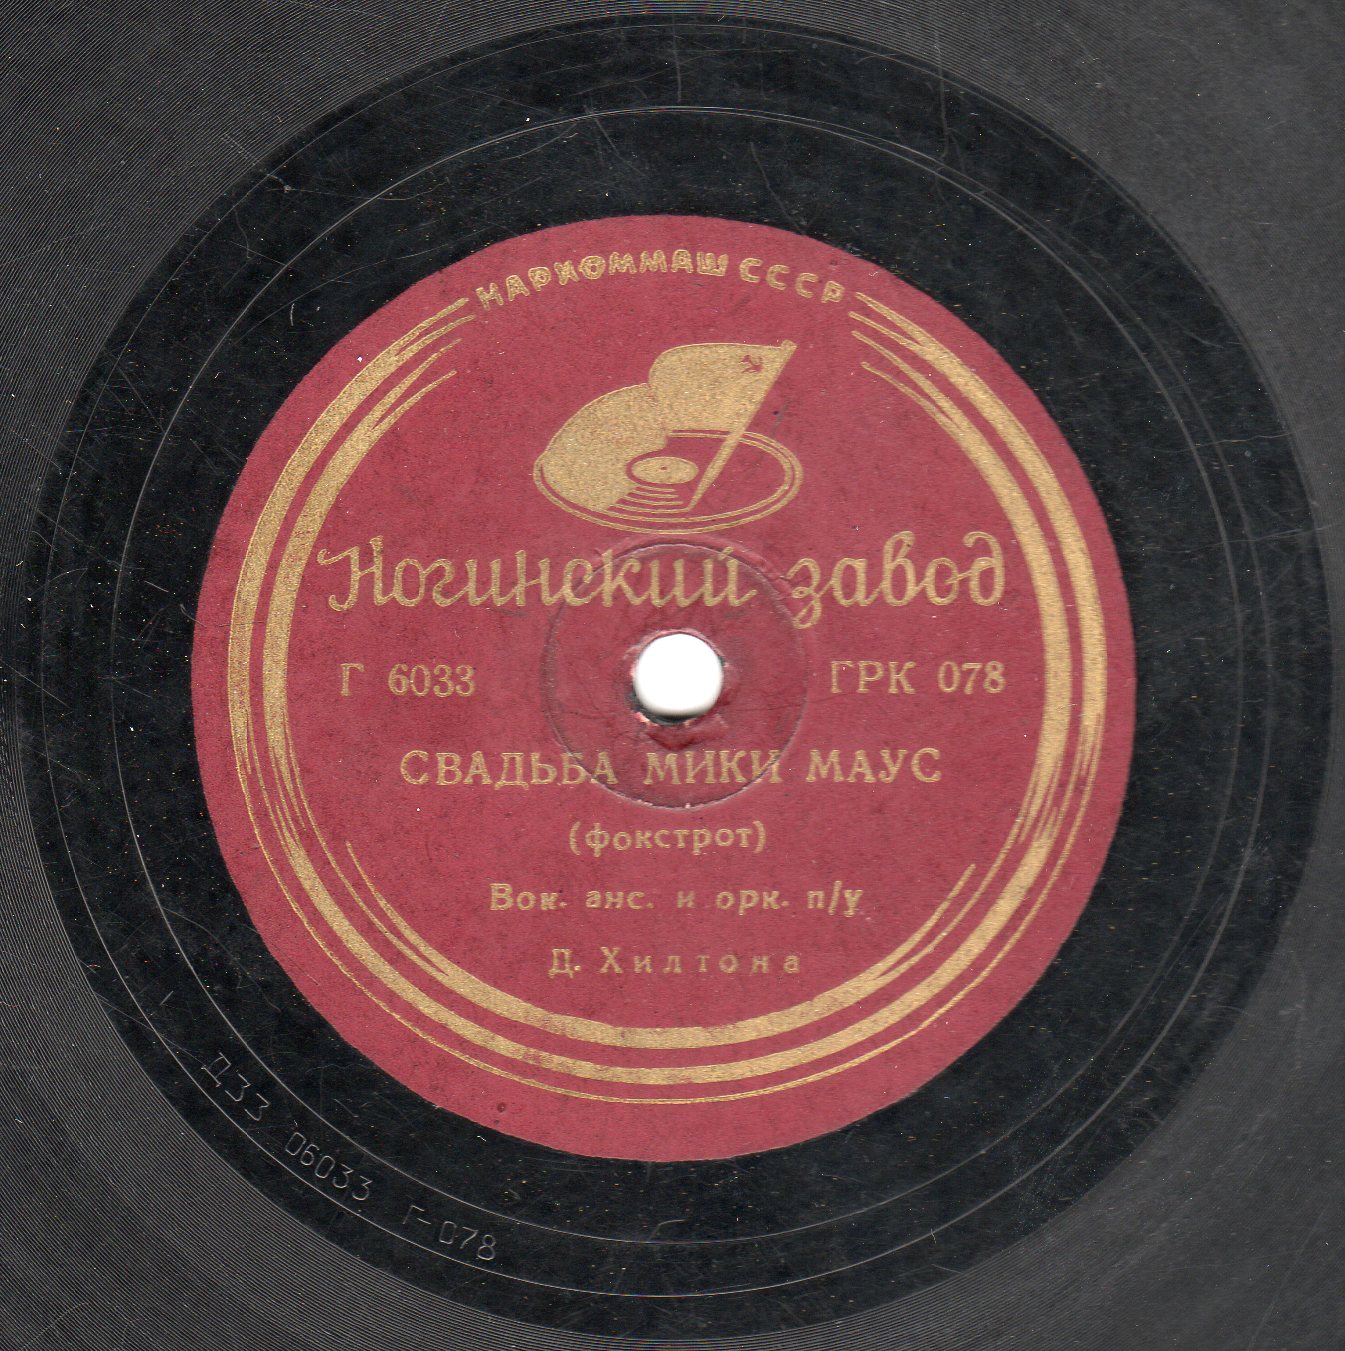 НАРКОММАШ СССР
Ногинский завод
Г 6033 ГРК 078
СВАДЬБА МИКИ МАУС
(фокстрот)
Вок. анс. и орк. п/у
Д. Хилтона
Д33 06033 Г-078